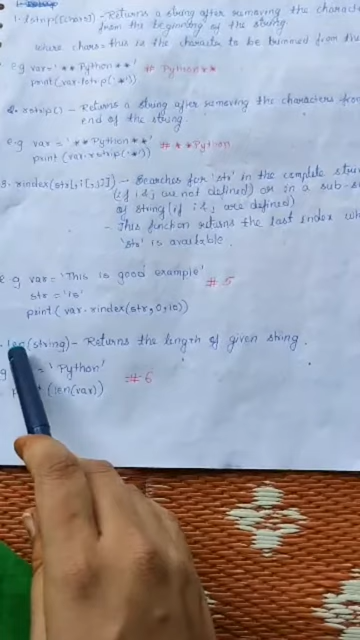 1. lstrip([chars]) - Returns a string after removing the characters
from the beginning of the string
where chars = this is the character to be trimmed from the
e.g var = '**Python**' # Python**
print(var.lstrip('*'))
2. rstrip() - Returns a string after removing the characters from
end of the string.
e.g var = '**Python**' # **Python
print (var.rstrip('*'))
3. rindex(str[,i[,j]]) - Searches for 'str' in the complete
(if i & j are not defined) or in a sub-s
of string (if i & j are defined)
- This function returns the last index
'str' is available.
e.g var = 'This is good example' # 5
str = 'is'
print( var.rindex(str,0,10)
len(string) - Returns the length of given string.
g = 'Python' # 6
(len(var))